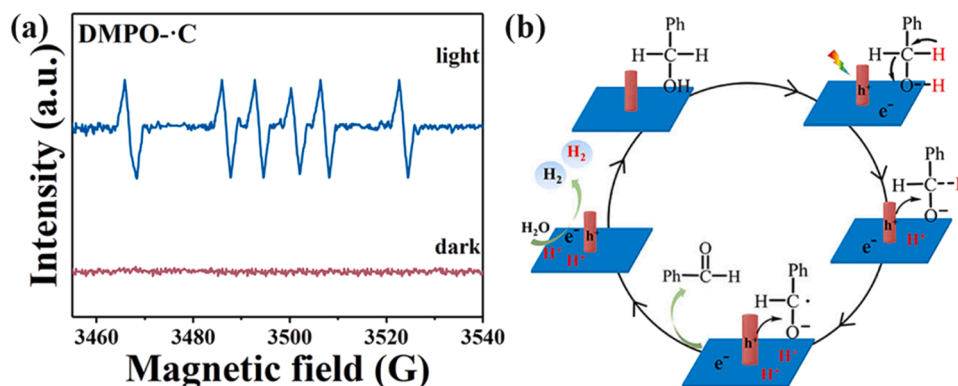 (a)
DMPO-·C
light
dark
Intensity (a.u.)
3460
3480
3500
3520
3540
Magnetic field (G)
(b)
Ph
H–C–H
OH
Ph
H–C–H
O–H
h⁺
e⁻
Ph
H–C--H
O⁻
h⁺
e⁻
H⁺
Ph
H–C·
O⁻
h⁺
e⁻
H⁺
H⁺
H⁺
O
Ph–C–H
H₂
H₂
H₂O
e⁻
h⁺
H⁺
H⁺